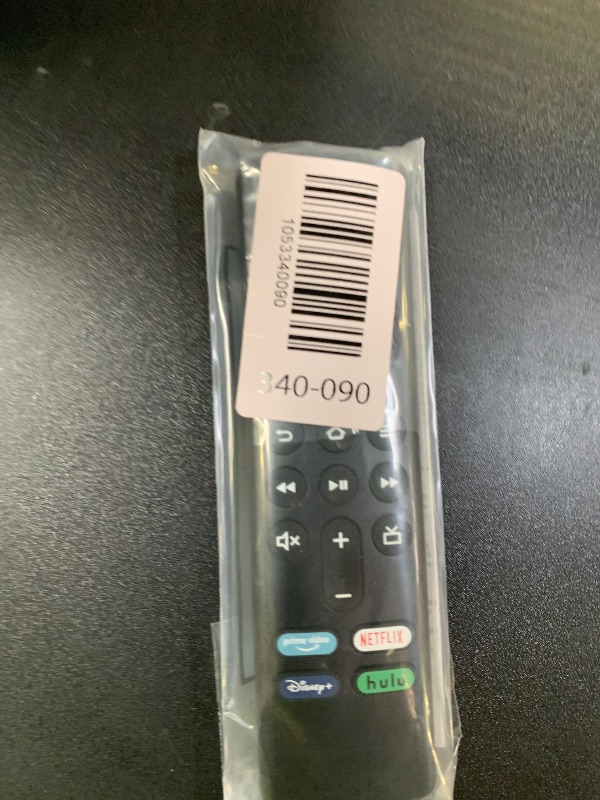 1053340090
340-090
prime video
NETFLIX
Disney+
hulu